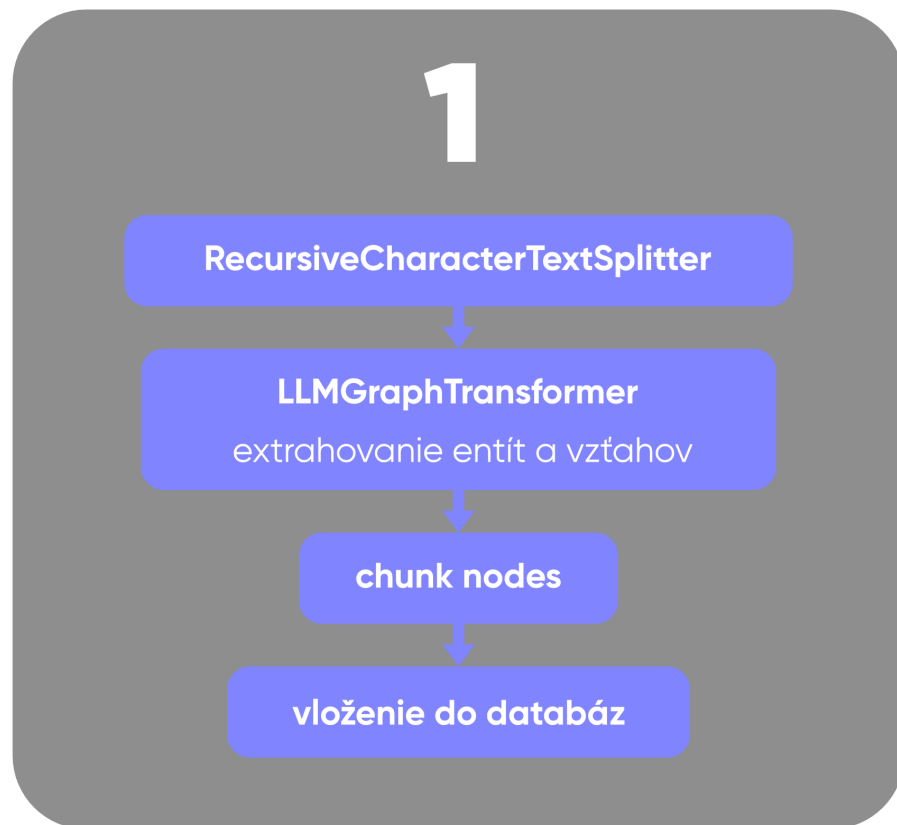 1
RecursiveCharacterTextSplitter
LLMGraphTransformer
extrahovanie entít a vzťahov
chunk nodes
vloženie do databáz